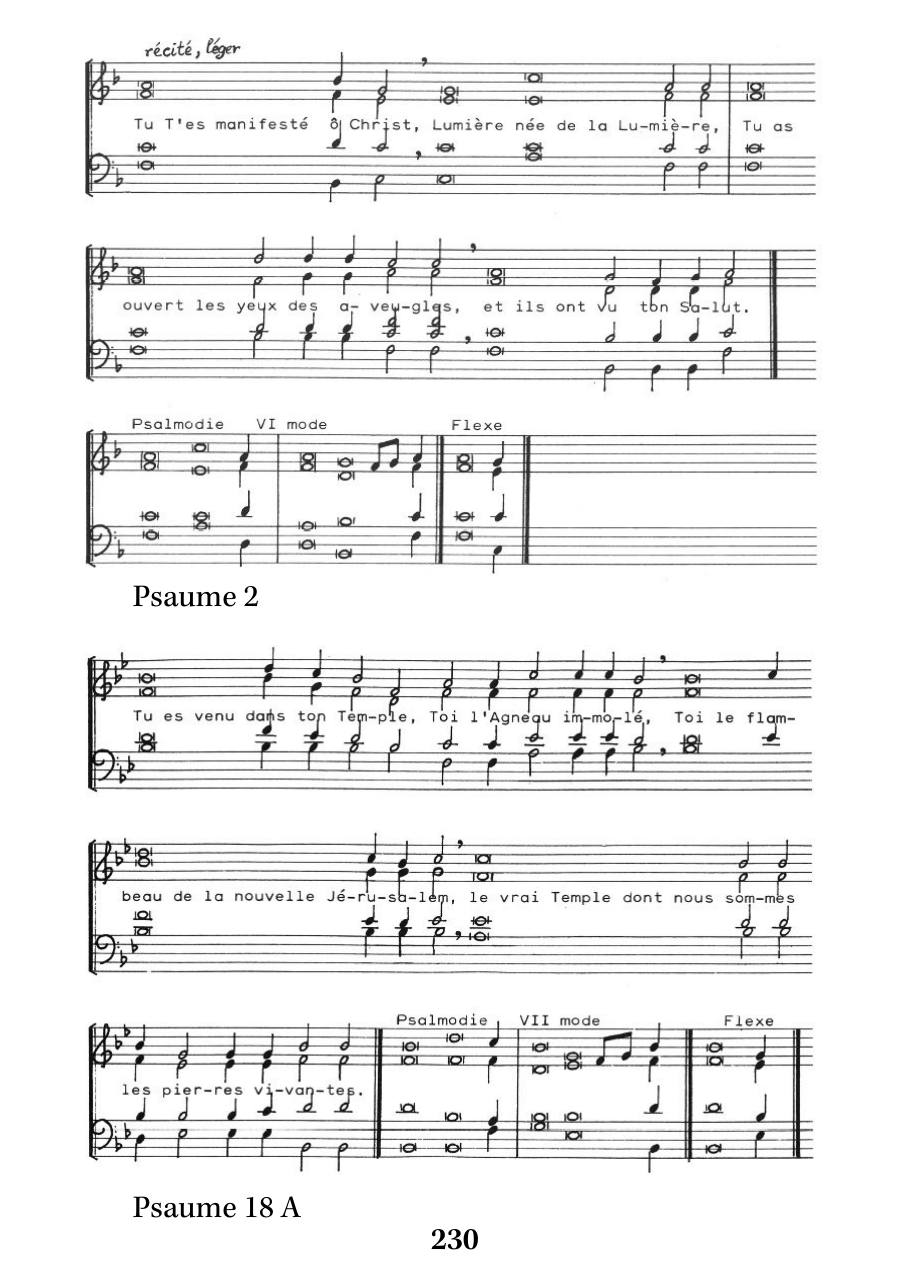 récité, léger
Tu T'es manifesté ô Christ, Lumière née de la Lu-miè-re, Tu as
ouvert les yeux des a- veu-gles, et ils ont vu ton Sa-lut.
Psalmodie VI mode Flexe
Psaume 2
Tu es venu dans ton Tem-ple, Toi l'Agneau im-mo-lé, Toi le flam-
beau de la nouvelle Jé-ru-sa-lem, le vrai Temple dont nous som-mes
les pier-res vi-van-tes.
Psalmodie VII mode Flexe
Psaume 18 A
230